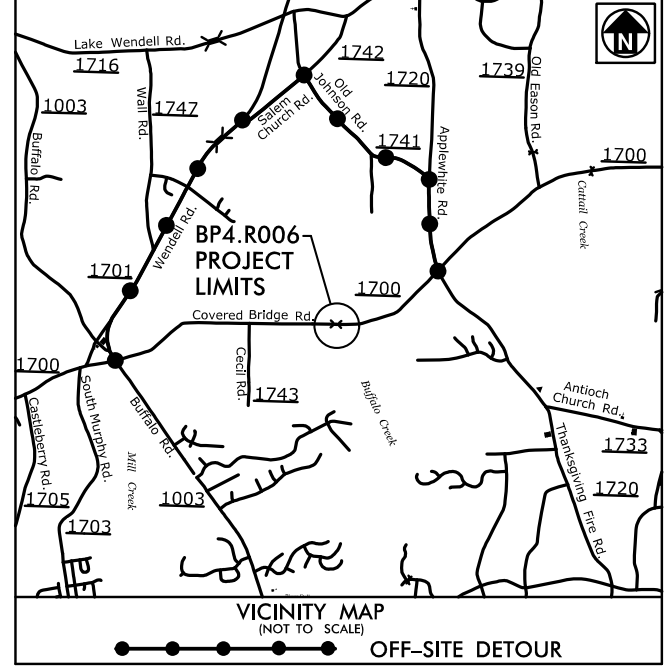 N
Lake Wendell Rd.
1716
1003
Wall Rd.
1747
Buffalo Rd.
1742
1720
1739
Old Eason Rd.
Salem
Church Rd.
Old
Johnson Rd.
1741
Applewhite Rd.
1700
Cattail Creek
Wendell Rd.
1701
BP4.R006
PROJECT
LIMITS
1700
Covered Bridge Rd.
1700
Cecil Rd.
1743
Buffalo Creek
Castleberry Rd.
South Murphy Rd.
Buffalo Rd.
Mill Creek
1003
1705
1703
Antioch
Church Rd.
1733
1720
Thanksgiving Fire Rd.
VICINITY MAP
(NOT TO SCALE)
OFF-SITE DETOUR